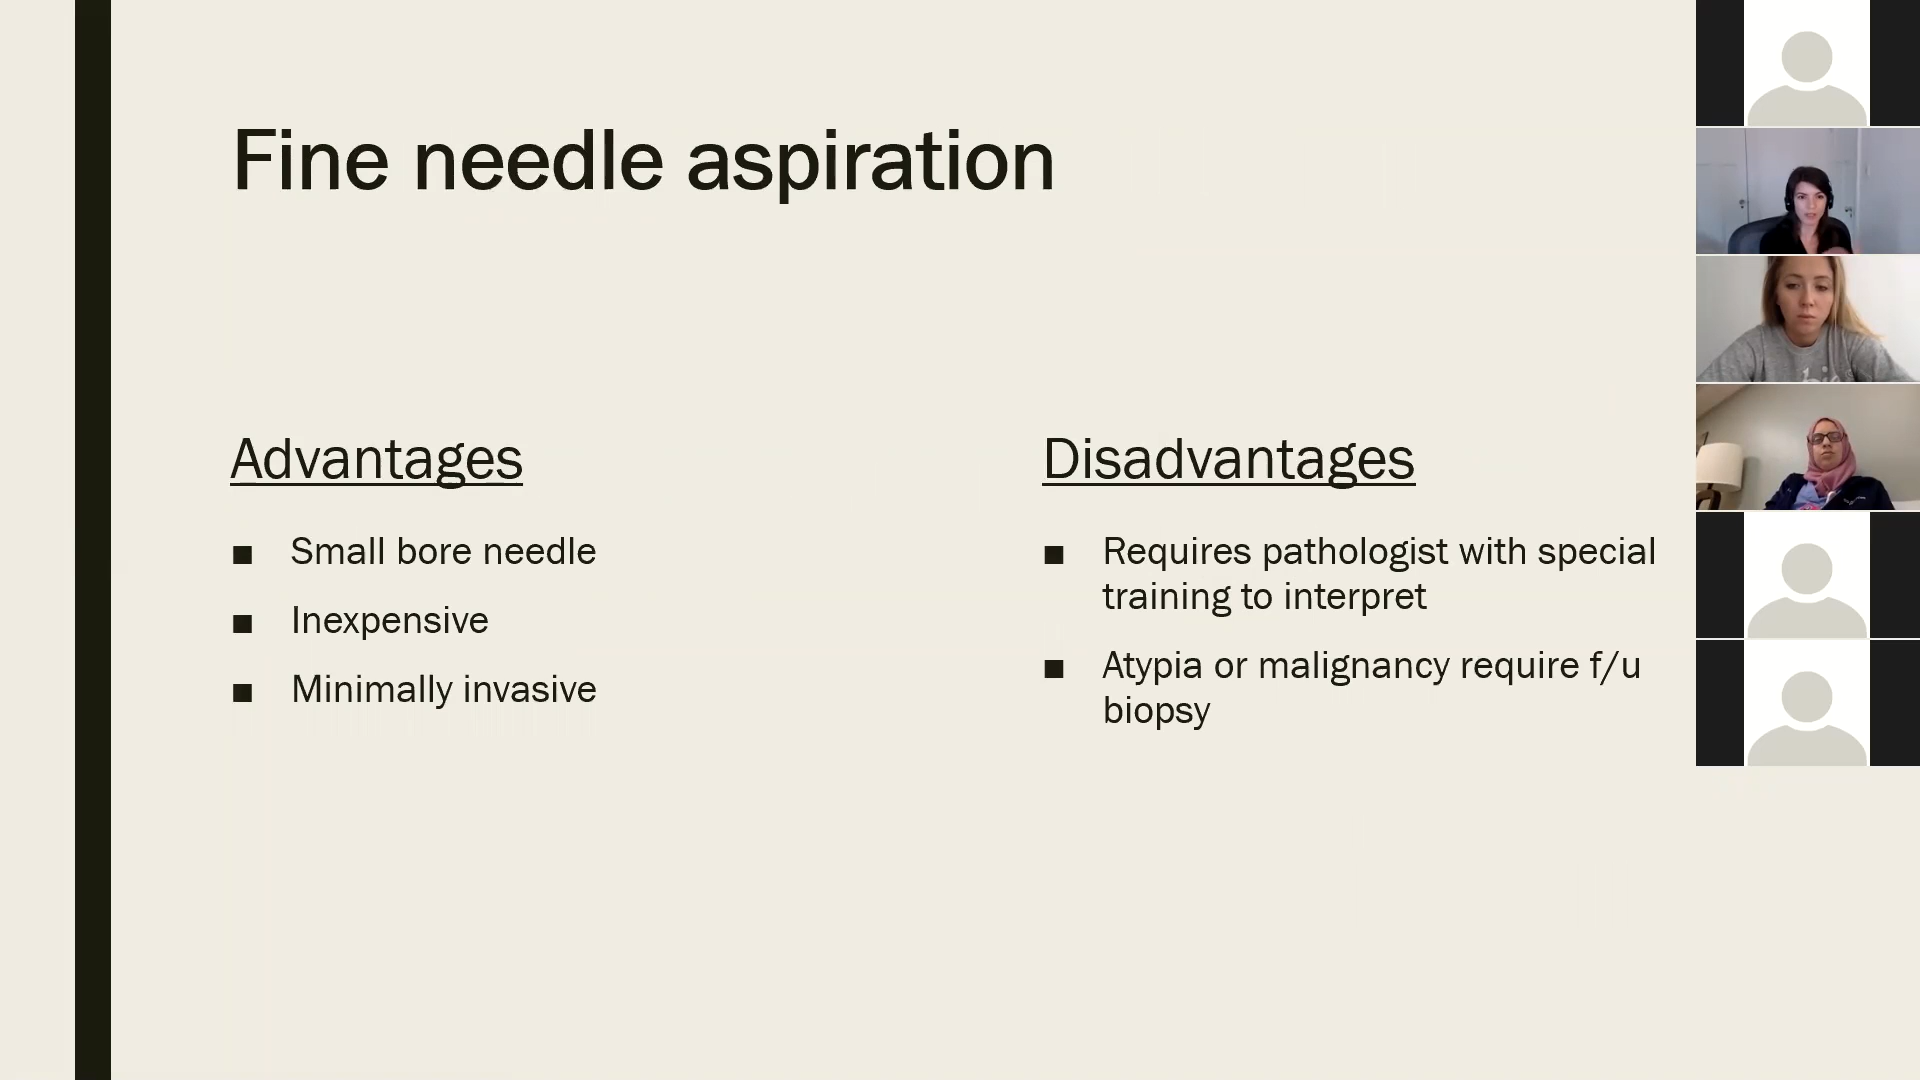 Fine needle aspiration
Advantages
■ Small bore needle
■ Inexpensive
■ Minimally invasive
Disadvantages
■ Requires pathologist with special
training to interpret
■ Atypia or malignancy require f/u
biopsy